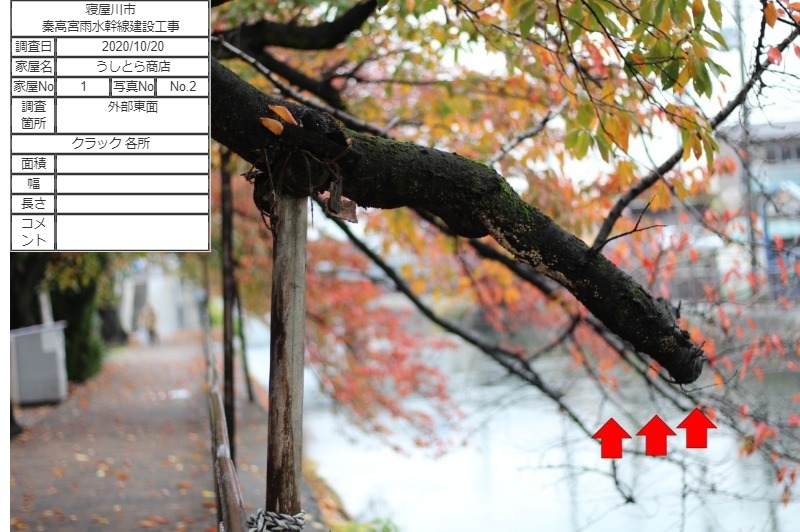 寝屋川市
秦高宮雨水幹線建設工事
調査日 2020/10/20
家屋名 うしとら商店
家屋No 1 写真No No.2
調査 外部東面
箇所
クラック 各所
面積
幅
長さ
コメ
ント